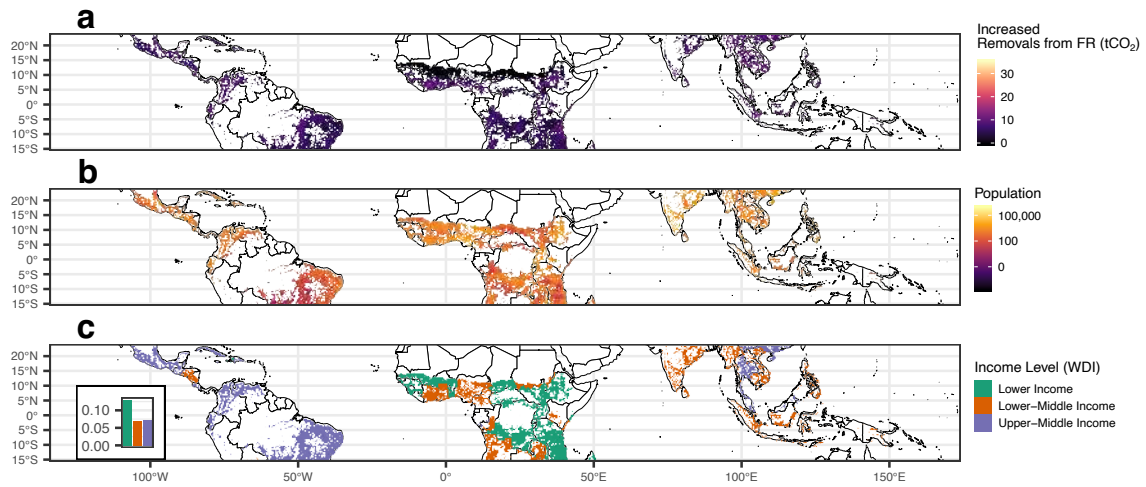 a
20°N
15°N
10°N
5°N
0°
5°S
10°S
15°S
Increased
Removals from FR (tCO₂)
30
20
10
0
b
20°N
15°N
10°N
5°N
0°
5°S
10°S
15°S
Population
100,000
100
0
c
20°N
15°N
10°N
5°N
0°
5°S
10°S
15°S
0.10
0.05
0.00
Income Level (WDI)
Lower Income
Lower−Middle Income
Upper−Middle Income
100°W 50°W 0° 50°E 100°E 150°E